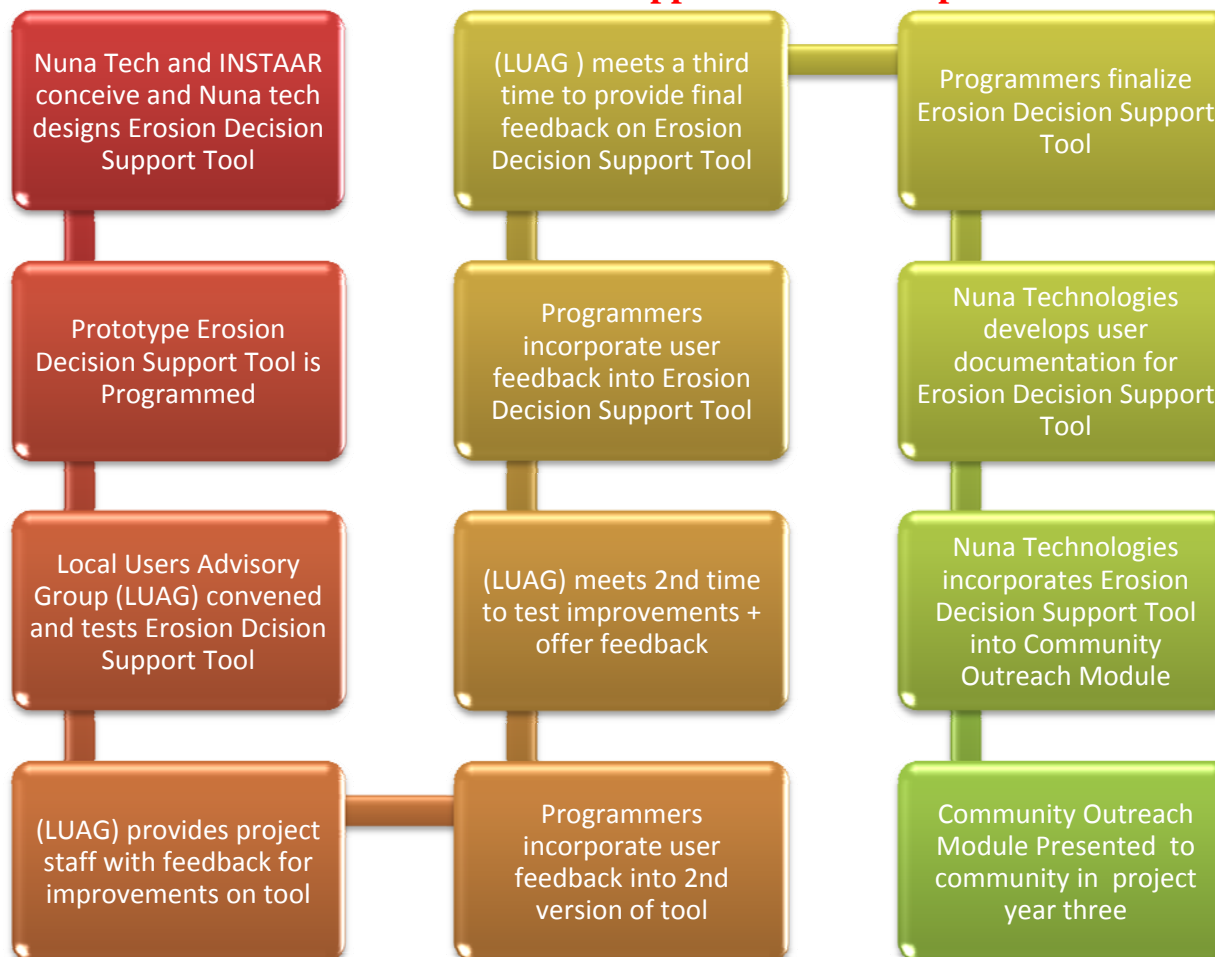 Nuna Tech and INSTAAR
conceive and Nuna tech
designs Erosion Decision
Support Tool
Prototype Erosion
Decision Support Tool is
Programmed
Local Users Advisory
Group (LUAG) convened
and tests Erosion Dcision
Support Tool
(LUAG) provides project
staff with feedback for
improvements on tool
Programmers
incorporate user
feedback into 2nd
version of tool
(LUAG) meets 2nd time
to test improvements +
offer feedback
Programmers
incorporate user
feedback into Erosion
Decision Support Tool
(LUAG ) meets a third
time to provide final
feedback on Erosion
Decision Support Tool
Programmers finalize
Erosion Decision Support
Tool
Nuna Technologies
develops user
documentation for
Erosion Decision Support
Tool
Nuna Technologies
incorporates Erosion
Decision Support Tool
into Community
Outreach Module
Community Outreach
Module Presented to
community in project
year three